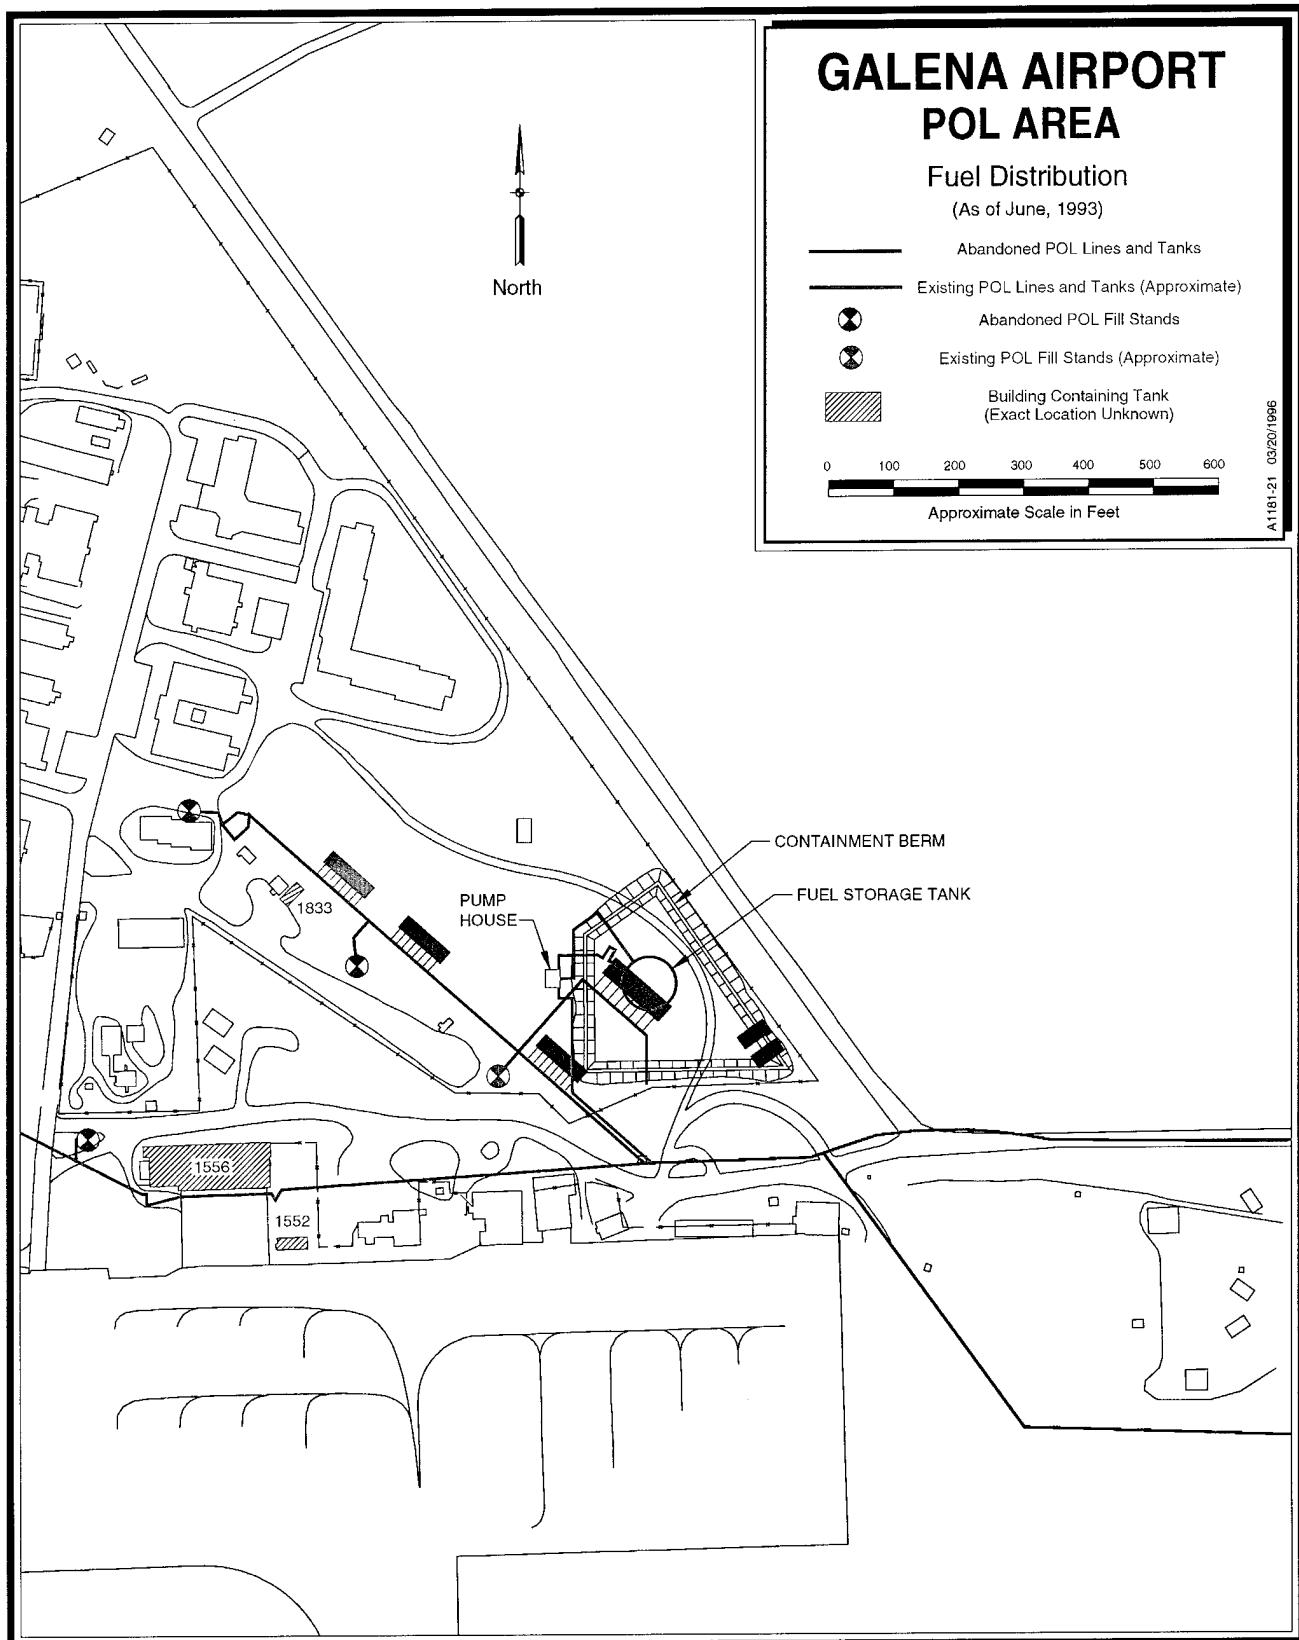 GALENA AIRPORT
POL AREA
Fuel Distribution
(As of June, 1993)
Abandoned POL Lines and Tanks
Existing POL Lines and Tanks (Approximate)
Abandoned POL Fill Stands
Existing POL Fill Stands (Approximate)
Building Containing Tank
(Exact Location Unknown)
0 100 200 300 400 500 600
Approximate Scale in Feet
A1181-21 03/20/1996
North
CONTAINMENT BERM
FUEL STORAGE TANK
PUMP
HOUSE
1833
1556
1552